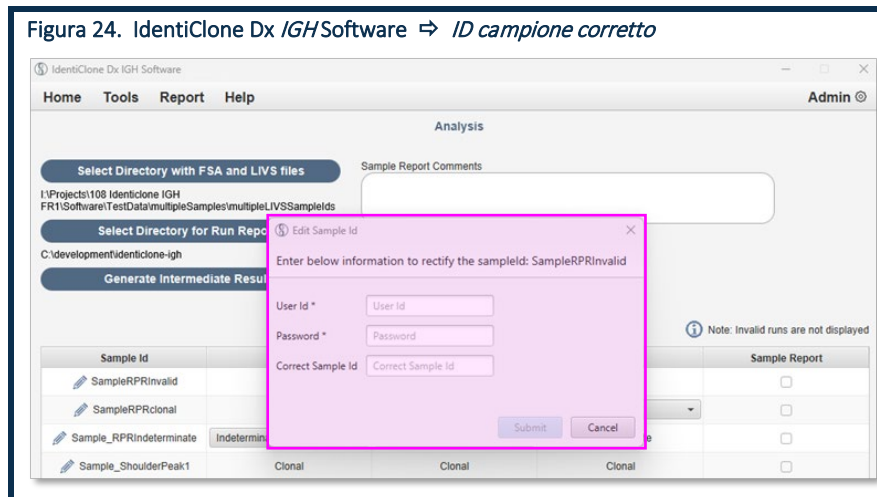 Figura 24. IdentiClone Dx IGH Software ⇨ ID campione corretto
IdentiClone Dx IGH Software
Home Tools Report Help Admin
Analysis
Select Directory with FSA and LIVS files
Sample Report Comments
I:\Projects\108 Identiclone IGH
FR1\Software\TestData\multipleSamples\multipleLIVSSampleIds
Select Directory for Run Repo
C:\development\identiclone-igh
Generate Intermediate Resul
Edit Sample Id
Enter below information to rectify the sampleId: SampleRPRInvalid
User Id * User Id
Password * Password
Correct Sample Id Correct Sample Id
Submit Cancel
Note: Invalid runs are not displayed
Sample Id Sample Report
SampleRPRInvalid
SampleRPRclonal
Sample_RPRIndeterminate Indetermina e
Sample_ShoulderPeak1 Clonal Clonal Clonal